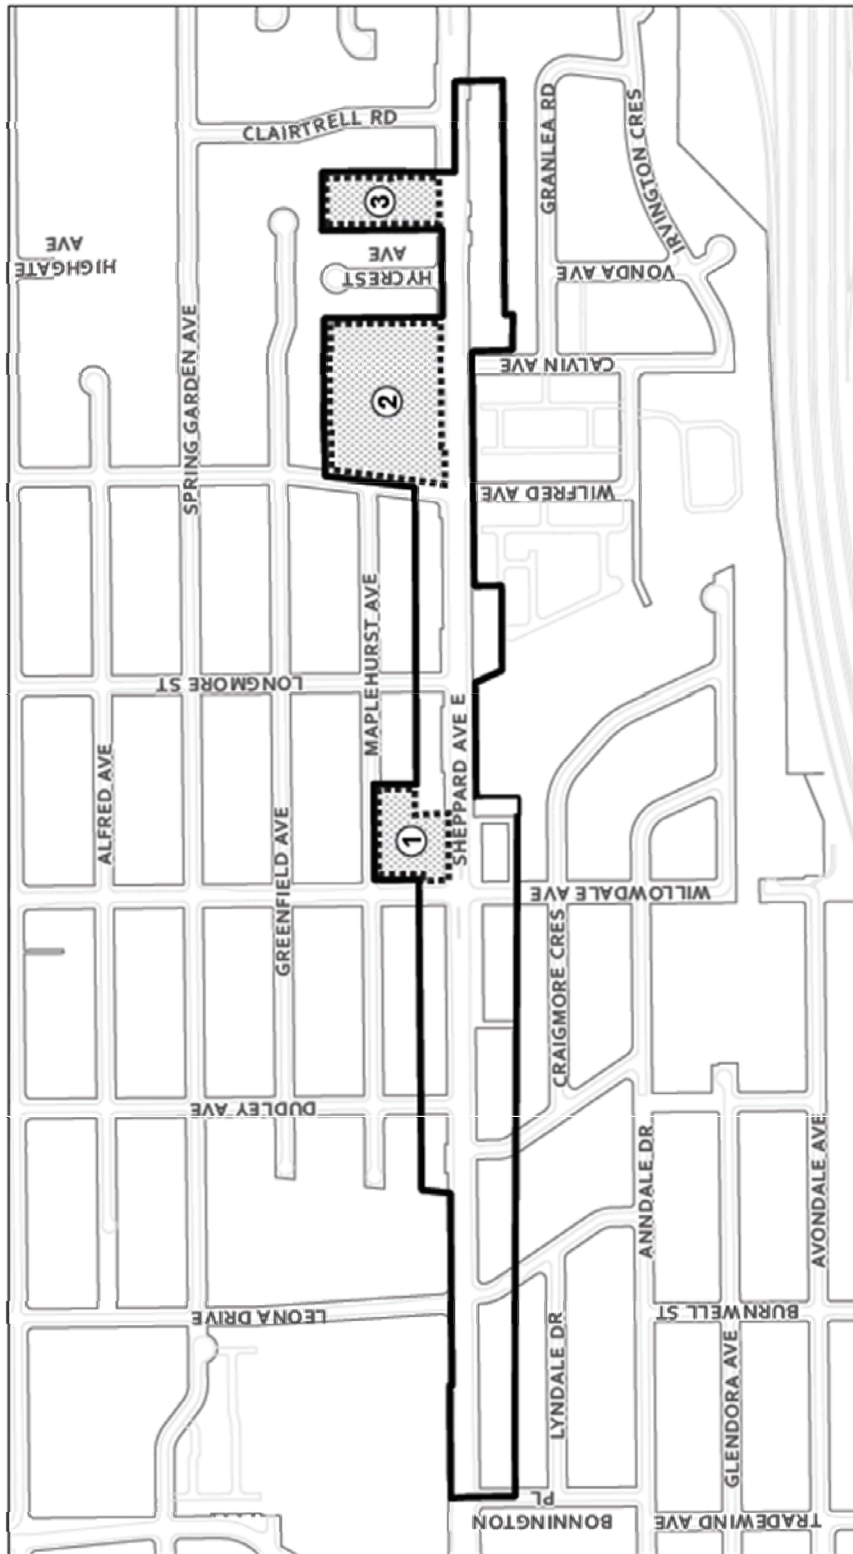 CLAIRTRELL RD
GRANLEA RD
IRVINGTON CRES
3
HIGHGATE
AVE
HYCREST
AVE
VONDA AVE
SPRING GARDEN AVE
CALVIN AVE
2
WILFRED AVE
MAPLEHURST AVE
LONGMORE ST
SHEPPARD AVE E
ALFRED AVE
1
GREENFIELD AVE
WILLOWDALE AVE
CRAIGMORE CRES
DUDLEY AVE
ANNDALE DR
AVONDALE AVE
LEONA DRIVE
BURNWELL ST
LYNDALE DR
GLENDORA AVE
BONNINGTON
PL
TRADEWIND AVE